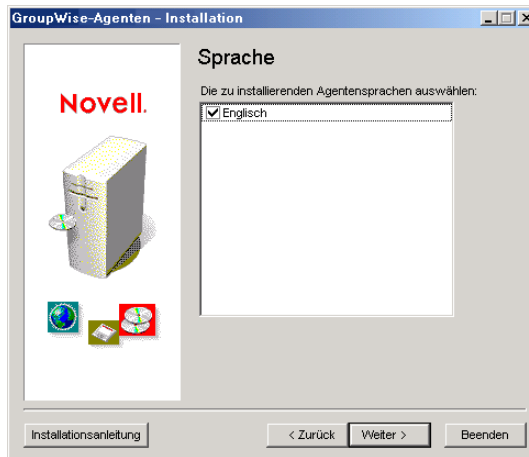 GroupWise-Agenten – Installation
Sprache
Novell.
Die zu installierenden Agentensprachen auswählen:
Englisch
Installationsanleitung
< Zurück
Weiter >
Beenden